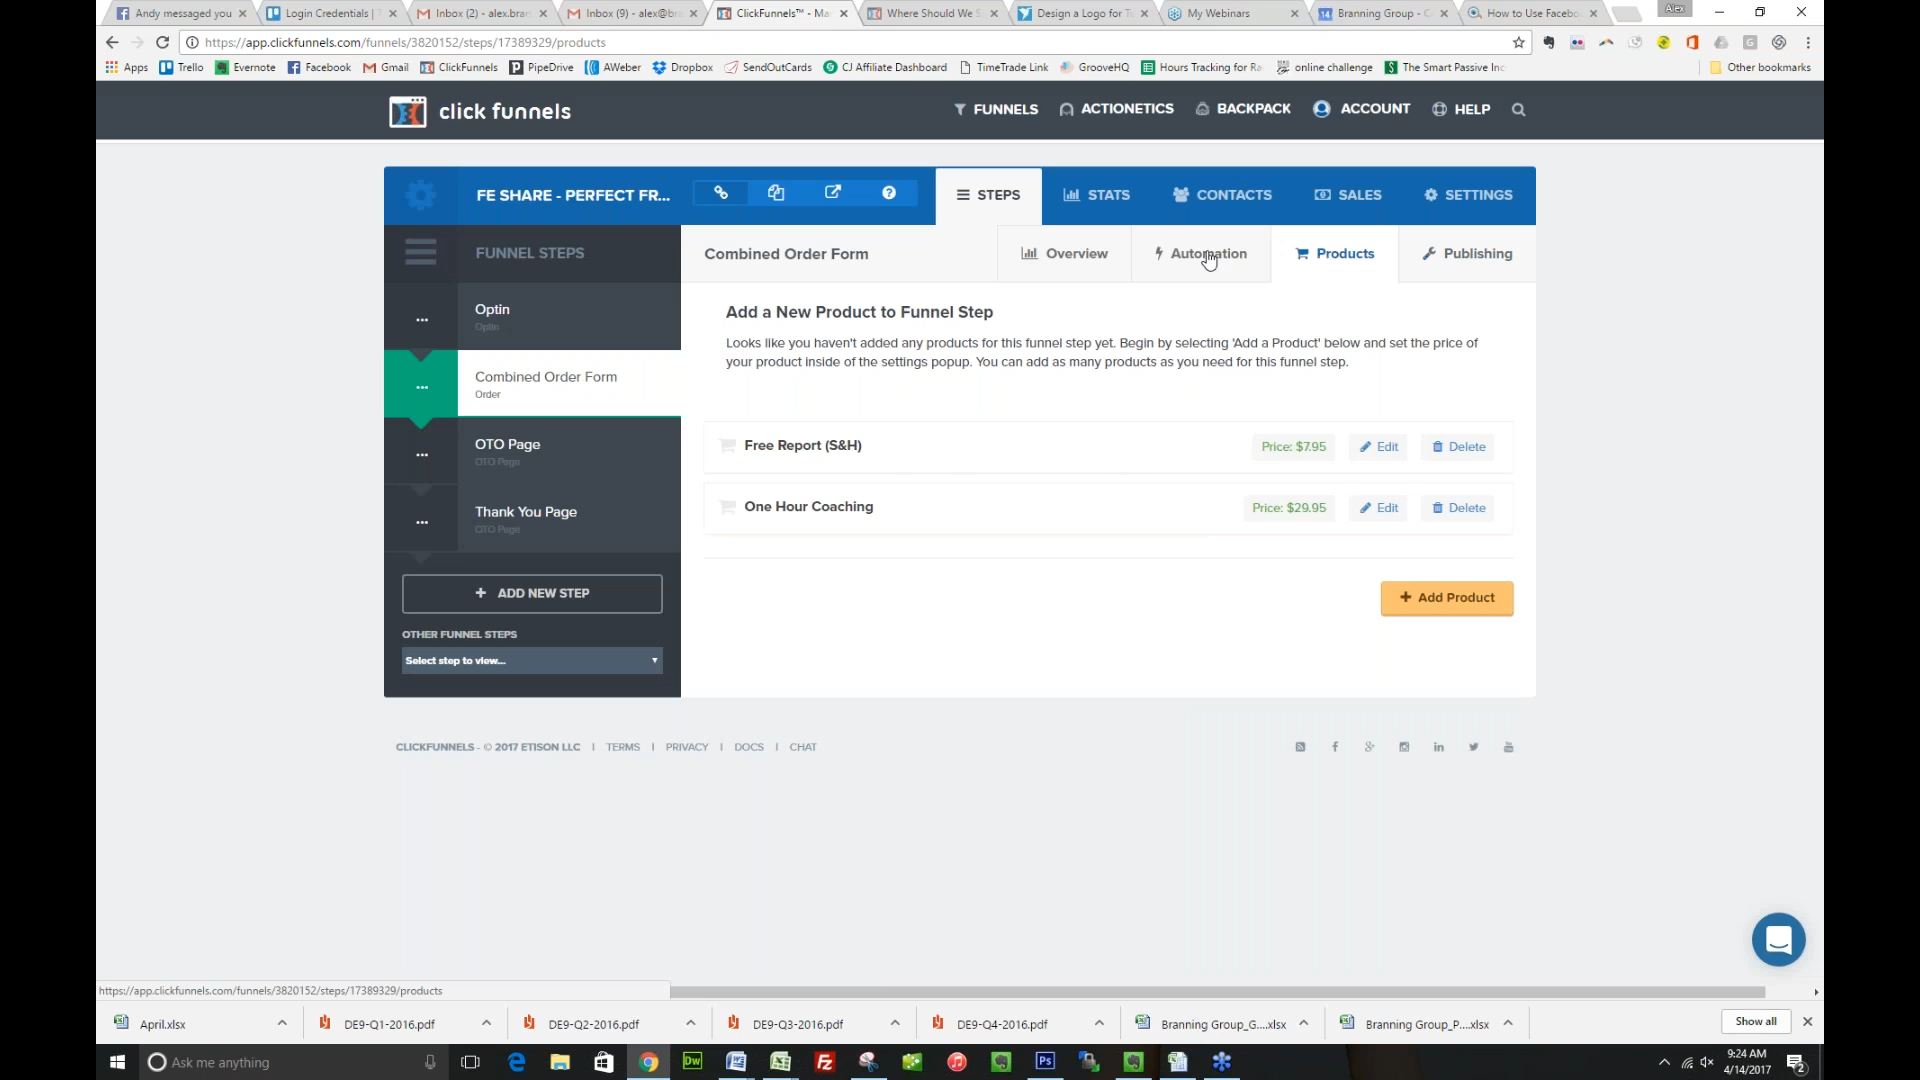 Andy messaged you
Login Credentials |
Inbox (2) - alex.bran
Inbox (9) - alex@br
ClickFunnels™ - Ma
Where Should We S
Design a Logo for T
My Webinars
Branning Group - C
How to Use Facebo
Alex
https://app.clickfunnels.com/funnels/3820152/steps/17389329/products
Apps
Trello
Evernote
Facebook
Gmail
ClickFunnels
PipeDrive
AWeber
Dropbox
SendOutCards
CJ Affiliate Dashboard
TimeTrade Link
GrooveHQ
Hours Tracking for Ra
online challenge
The Smart Passive Inc
Other bookmarks
click funnels
FUNNELS
ACTIONETICS
BACKPACK
ACCOUNT
HELP
FE SHARE - PERFECT FR...
STEPS
STATS
CONTACTS
SALES
SETTINGS
FUNNEL STEPS
Combined Order Form
Overview
Automation
Products
Publishing
Optin
Optin
Combined Order Form
Order
OTO Page
OTO Page
Thank You Page
OTO Page
+ ADD NEW STEP
OTHER FUNNEL STEPS
Select step to view...
Add a New Product to Funnel Step
Looks like you haven't added any products for this funnel step yet. Begin by selecting 'Add a Product' below and set the price of
your product inside of the settings popup. You can add as many products as you need for this funnel step.
Free Report (S&H)
Price: $7.95
Edit
Delete
One Hour Coaching
Price: $29.95
Edit
Delete
+ Add Product
CLICKFUNNELS - © 2017 ETISON LLC | TERMS | PRIVACY | DOCS | CHAT
https://app.clickfunnels.com/funnels/3820152/steps/17389329/products
April.xlsx
DE9-Q1-2016.pdf
DE9-Q2-2016.pdf
DE9-Q3-2016.pdf
DE9-Q4-2016.pdf
Branning Group_G....xlsx
Branning Group_P....xlsx
Show all
Ask me anything
9:24 AM
4/14/2017